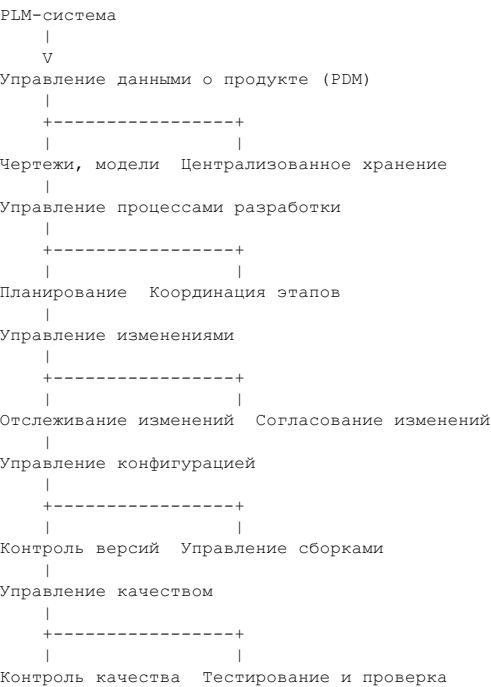 PLM-система
|
V
Управление данными о продукте (PDM)
|
+-----------------+
|                 |
Чертежи, модели  Централизованное хранение
|
Управление процессами разработки
|
+-----------------+
|                 |
Планирование  Координация этапов
|
Управление изменениями
|
+-----------------+
|                 |
Отслеживание изменений  Согласование изменений
|
Управление конфигурацией
|
+-----------------+
|                 |
Контроль версий  Управление сборками
|
Управление качеством
|
+-----------------+
|                 |
Контроль качества  Тестирование и проверка